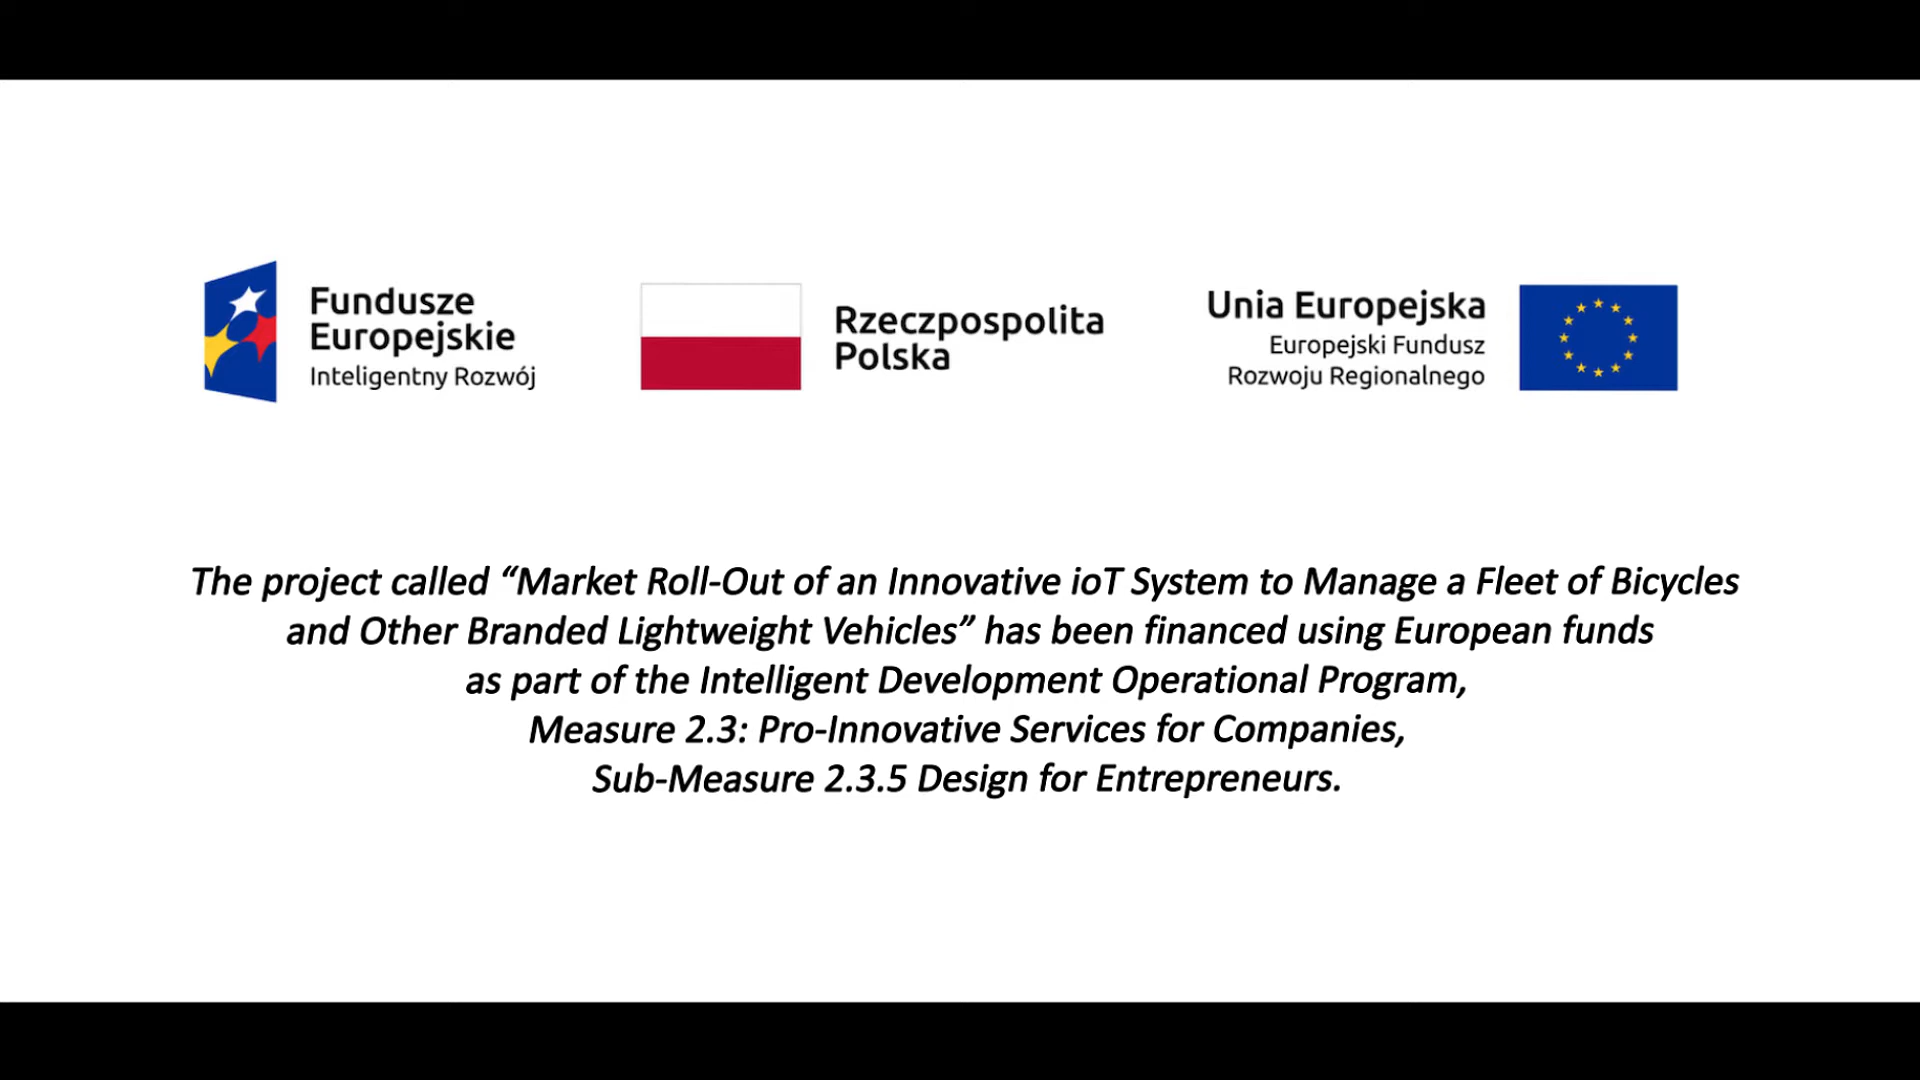 Fundusze
Europejskie
Inteligentny Rozwój
Rzeczpospolita
Polska
Unia Europejska
Europejski Fundusz
Rozwoju Regionalnego
The project called “Market Roll-Out of an Innovative ioT System to Manage a Fleet of Bicycles
and Other Branded Lightweight Vehicles” has been financed using European funds
as part of the Intelligent Development Operational Program,
Measure 2.3: Pro-Innovative Services for Companies,
Sub-Measure 2.3.5 Design for Entrepreneurs.